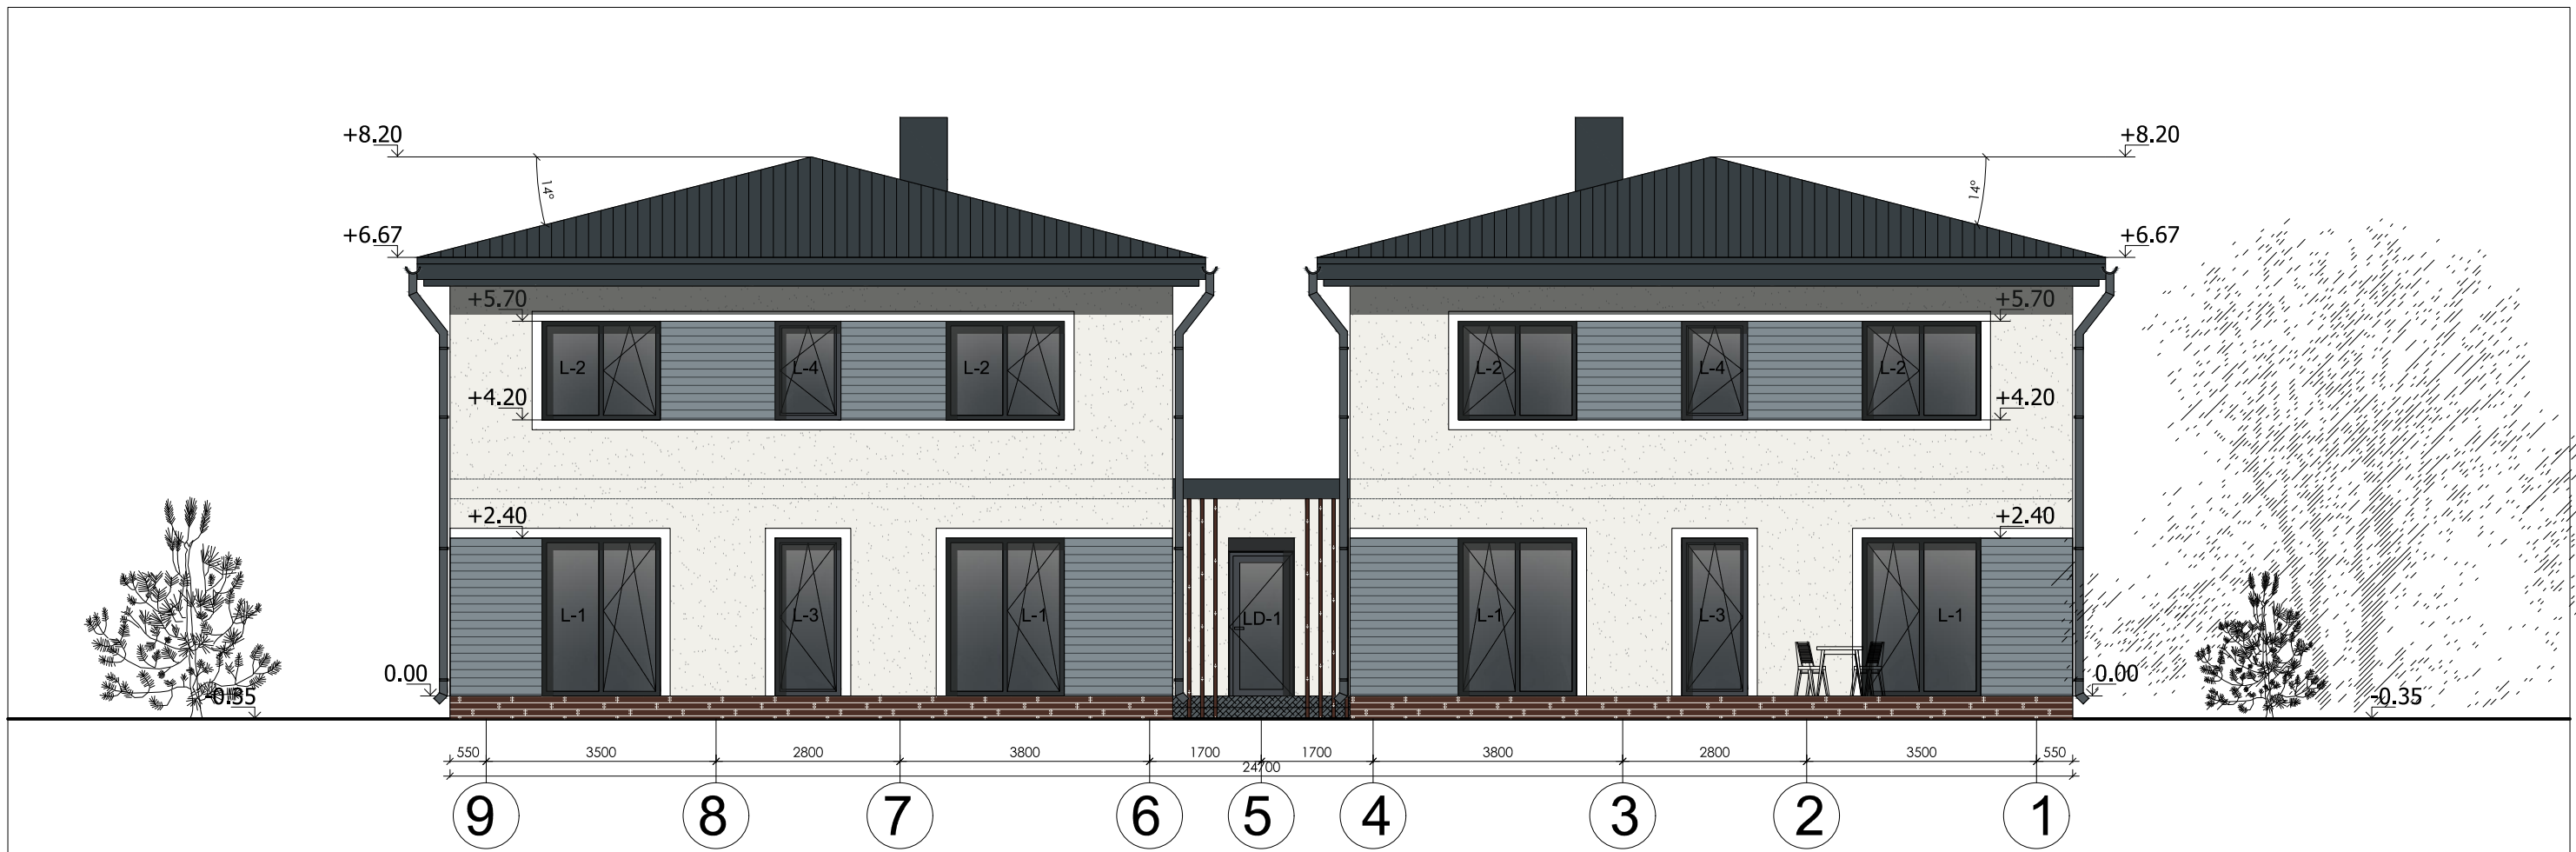 +8.20 +8.20
14° 14°
+6.67 +6.67
+5.70 +5.70
L-2 L-4 L-2 L-2 L-4 L-2
+4.20 +4.20
+2.40 +2.40
L-1 L-3 L-1 LD-1 L-1 L-3 L-1
0.00 0.00
-0.35 -0.35
550 3500 2800 3800 1700 1700 3800 2800 3500 550
24700
9 8 7 6 5 4 3 2 1